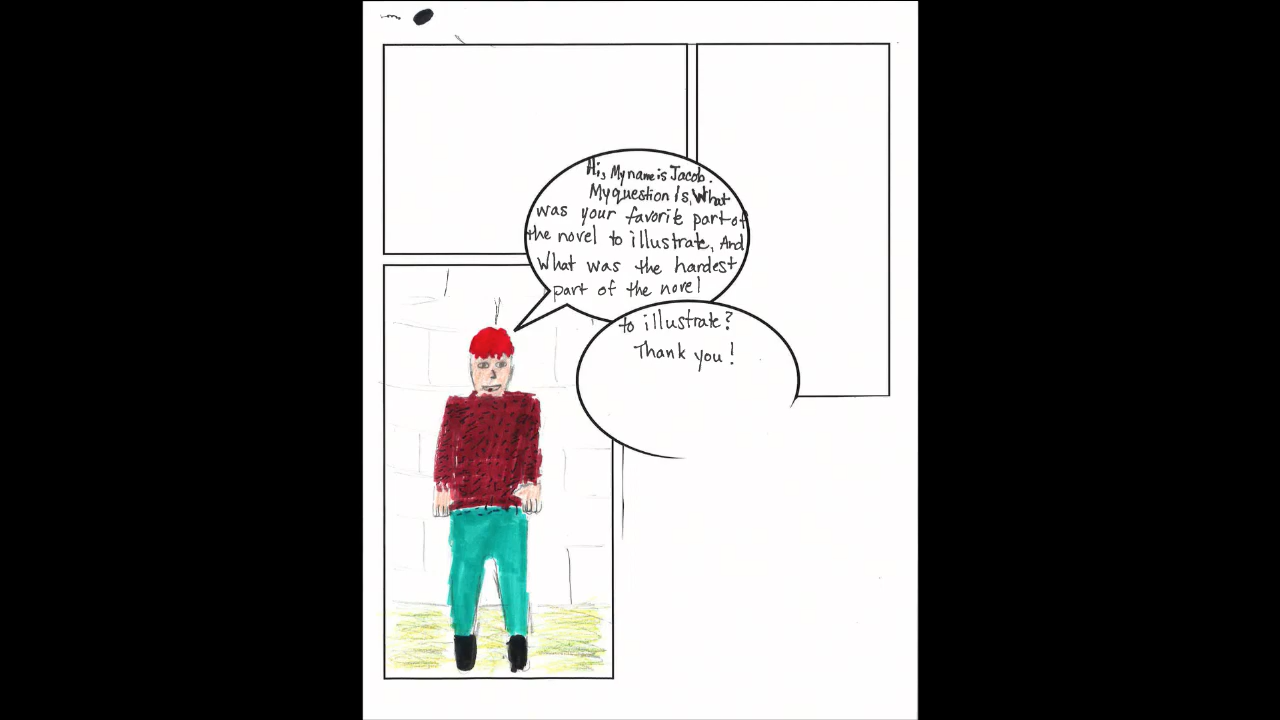 Hi, My name is Jacob.
My question Is, What
was your favorite part of
the novel to illustrate, And
What was the hardest
part of the novel
to illustrate?
Thank you!